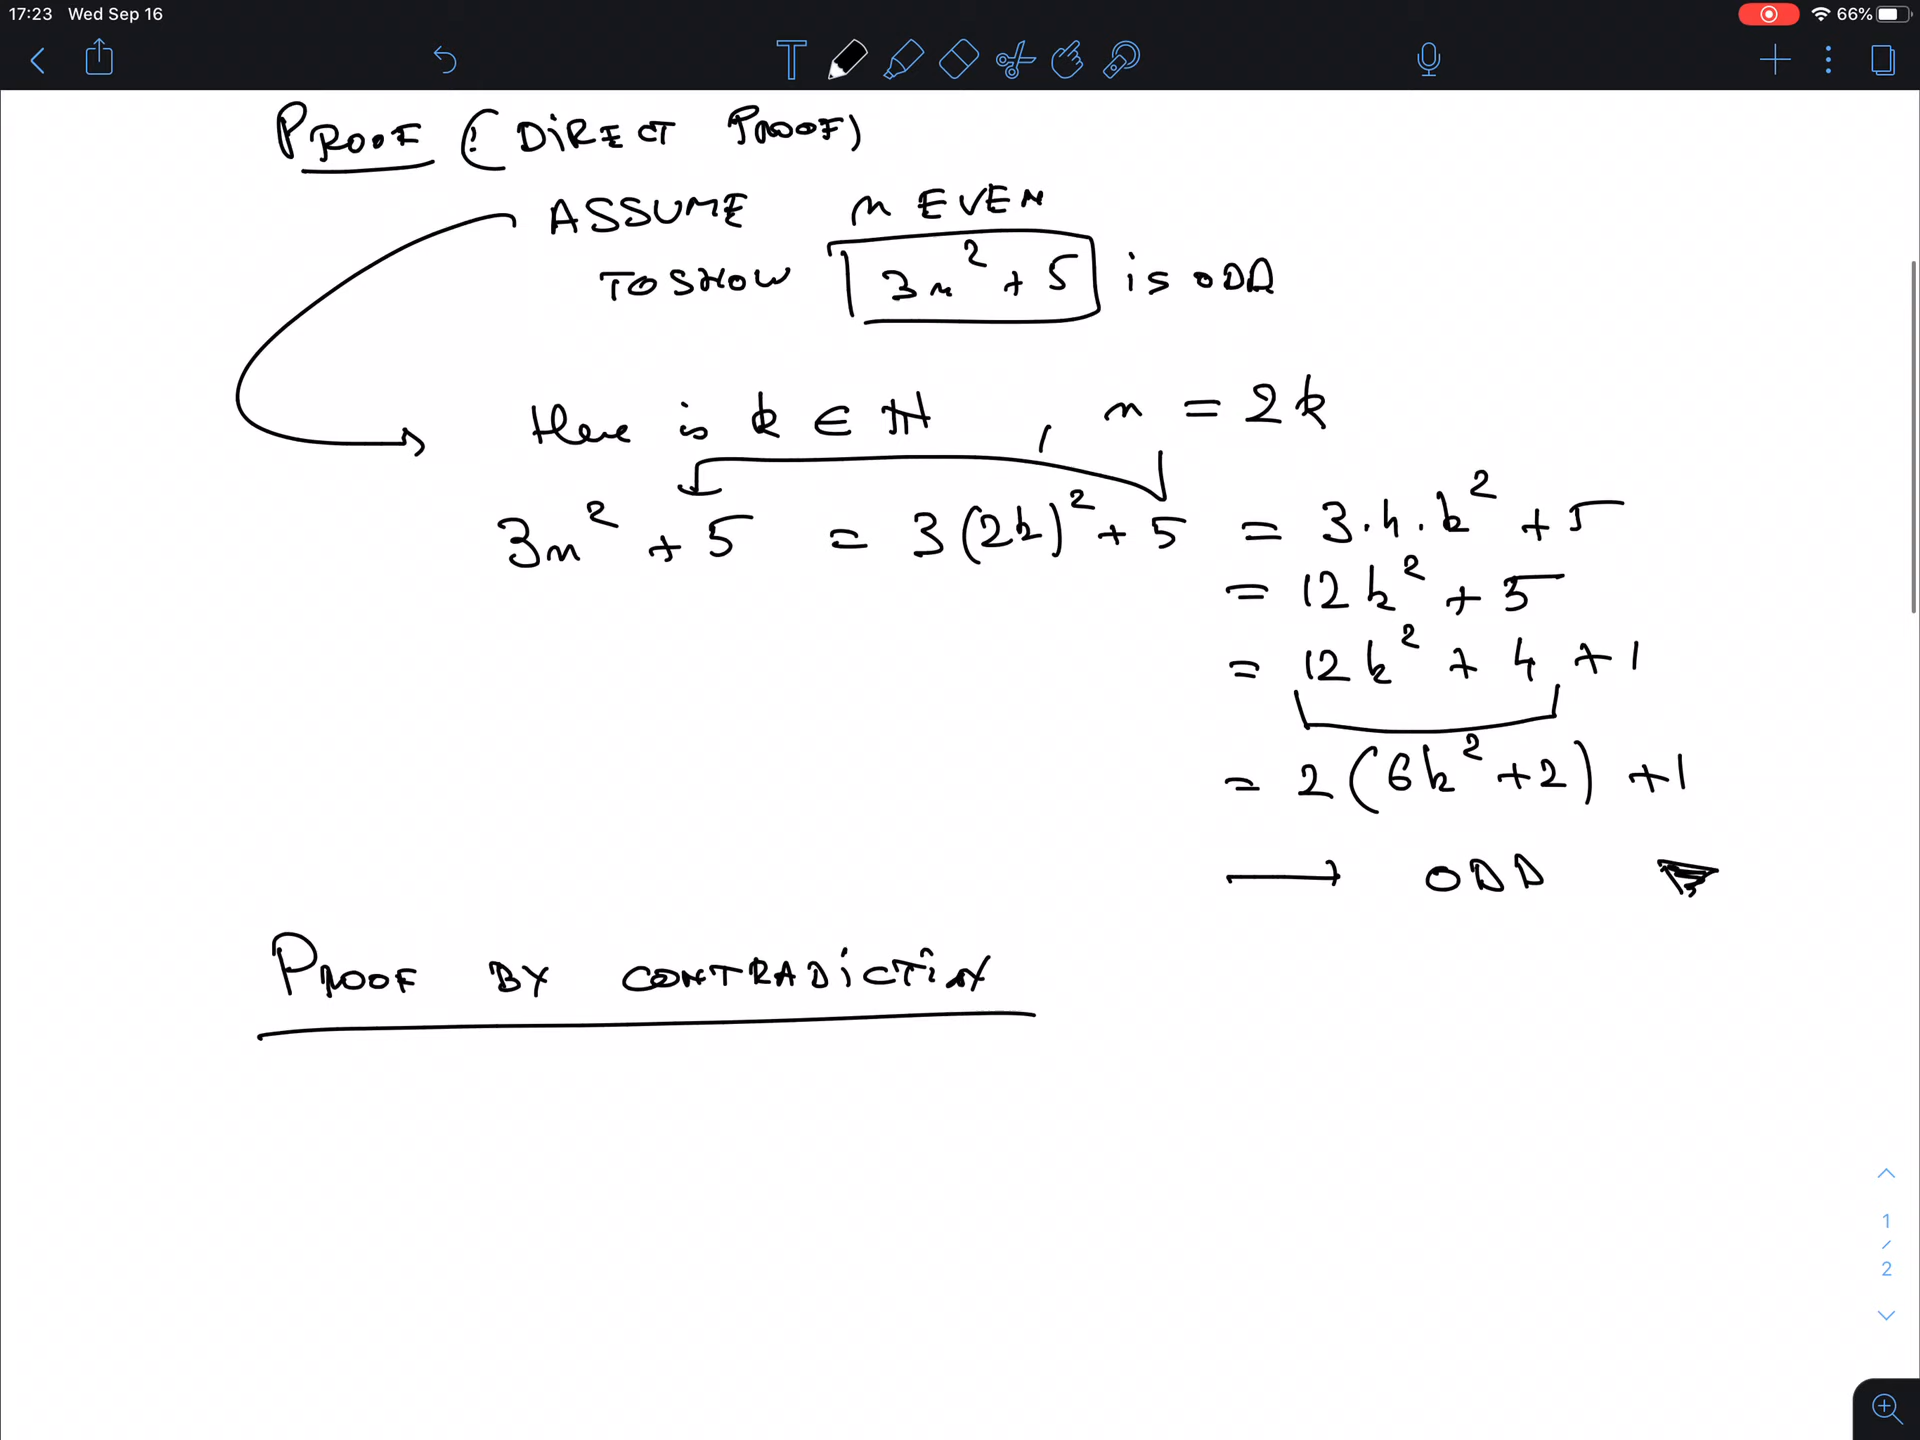 17:23 Wed Sep 16 66%
PROOF (DIRECT PROOF)
ASSUME n EVEN
TO SHOW 3n² + 5 is ODD
there is k ∈ ℕ , n = 2k
3n² + 5 = 3(2k)² + 5 = 3·4·k² + 5
= 12k² + 5
= 12k² + 4 + 1
= 2(6k² + 2) + 1
→ ODD
PROOF BY CONTRADICTION
1
/
2